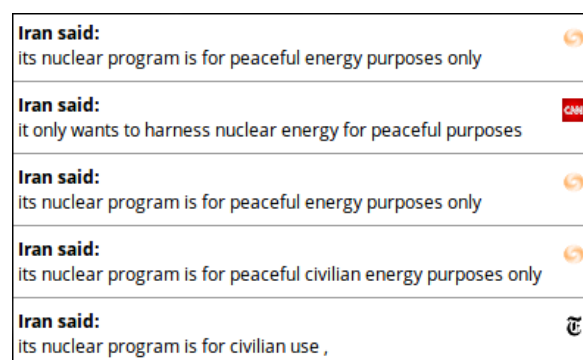 Iran said:
its nuclear program is for peaceful energy purposes only
Iran said:
CNN
it only wants to harness nuclear energy for peaceful purposes
Iran said:
its nuclear program is for peaceful energy purposes only
Iran said:
its nuclear program is for peaceful civilian energy purposes only
Iran said:
T
its nuclear program is for civilian use ,